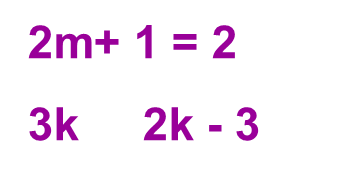 2m+ 1 = 2
3k 2k - 3